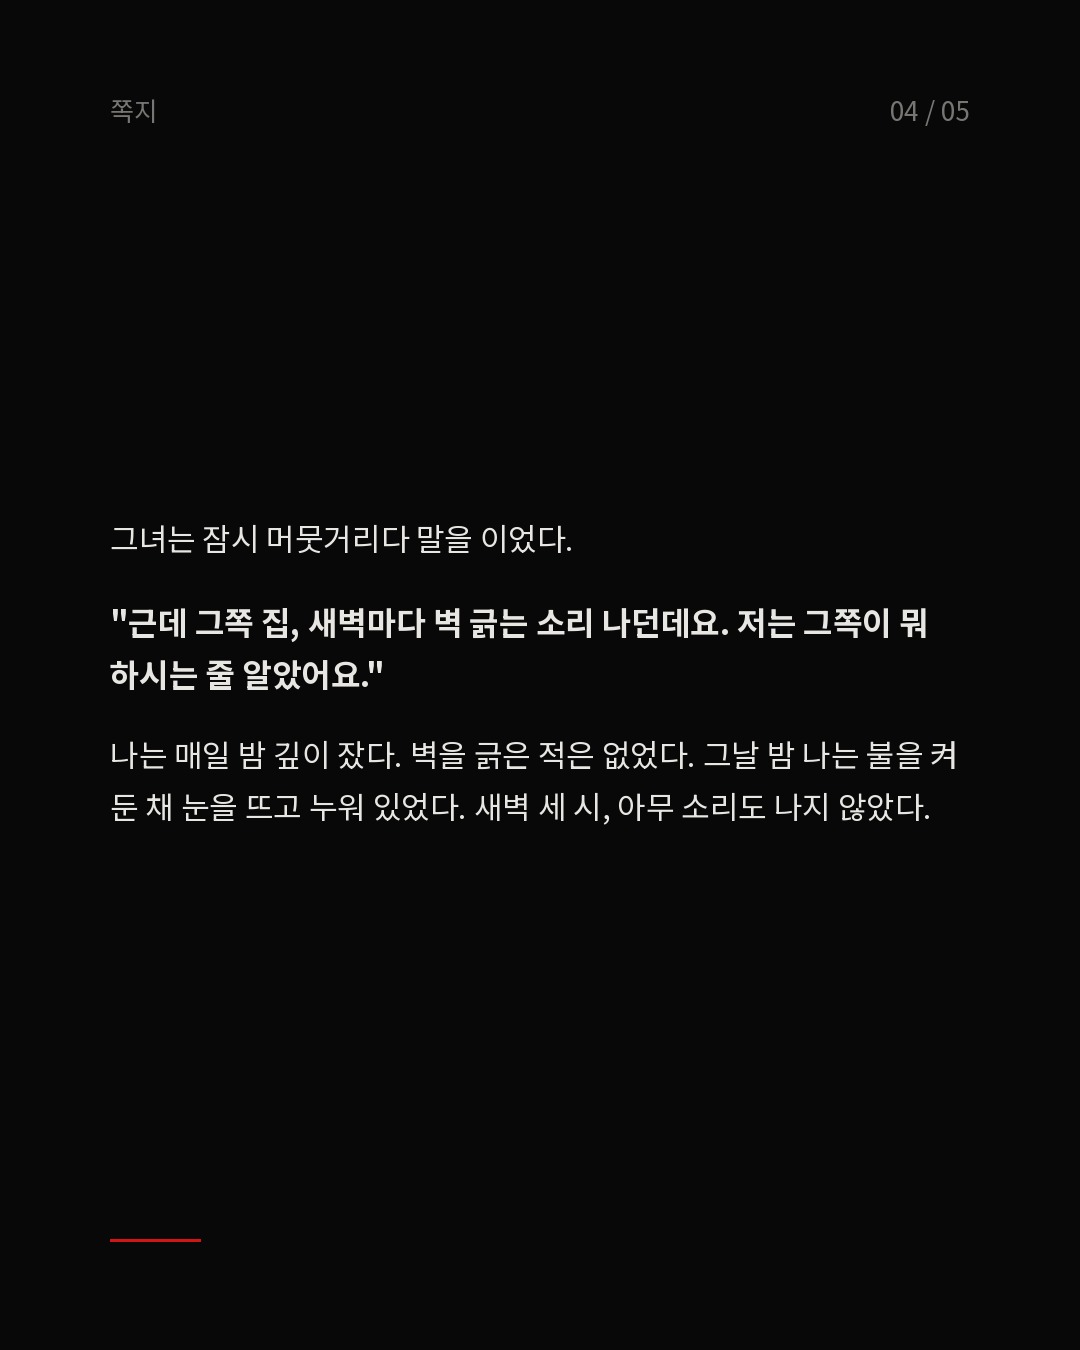 쪽지
04 / 05
그녀는 잠시 머뭇거리다 말을 이었다.
"근데 그쪽 집, 새벽마다 벽 긁는 소리 나던데요. 저는 그쪽이 뭐
하시는 줄 알았어요."
나는 매일 밤 깊이 잤다. 벽을 긁은 적은 없었다. 그날 밤 나는 불을 켜
둔 채 눈을 뜨고 누워 있었다. 새벽 세 시, 아무 소리도 나지 않았다.